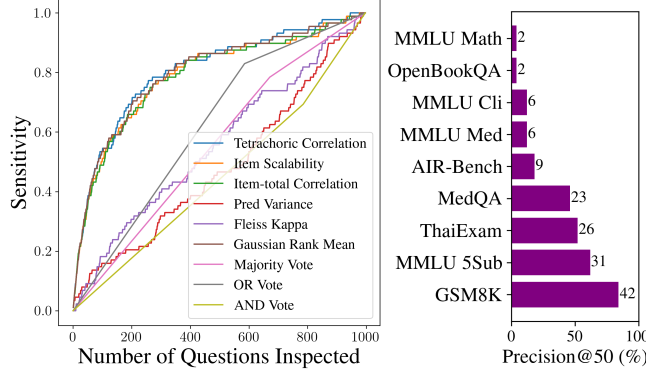 1.0
0.8
0.6
0.4
0.2
0.0
Sensitivity
0
200
400
600
800
1000
Number of Questions Inspected
Tetrachoric Correlation
Item Scalability
Item-total Correlation
Pred Variance
Fleiss Kappa
Gaussian Rank Mean
Majority Vote
OR Vote
AND Vote
MMLU Math 2
OpenBookQA 2
MMLU Cli 6
MMLU Med 6
AIR-Bench 9
MedQA 23
ThaiExam 26
MMLU 5Sub 31
GSM8K 42
0 50 100
Precision@50 (%)